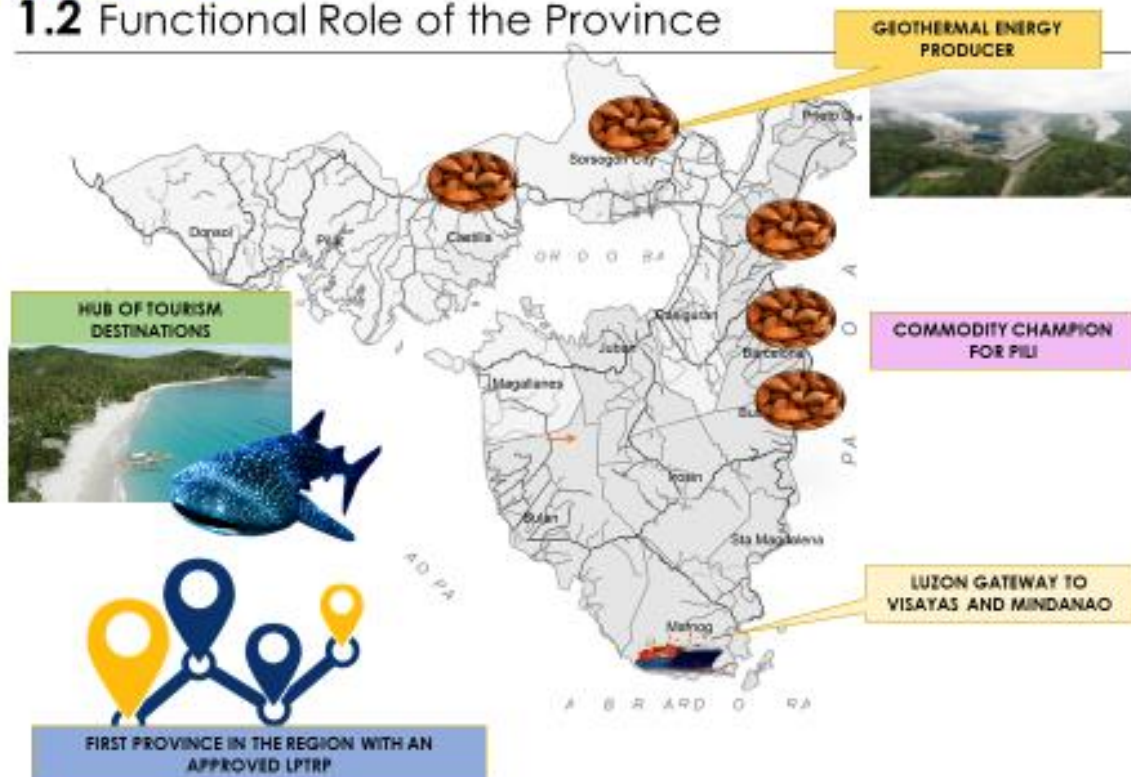 1.2 Functional Role of the Province
GEOTHERMAL ENERGY
PRODUCER
Sorsogon City
Donsol
Pilar
Castilla
HUB OF TOURISM
DESTINATIONS
Casiguran
COMMODITY CHAMPION
FOR PILI
Juban
Barcelona
Magallanes
Bu
Irosin
Bulan
Sta Magdalena
LUZON GATEWAY TO
VISAYAS AND MINDANAO
Matnog
FIRST PROVINCE IN THE REGION WITH AN
APPROVED LPTRP